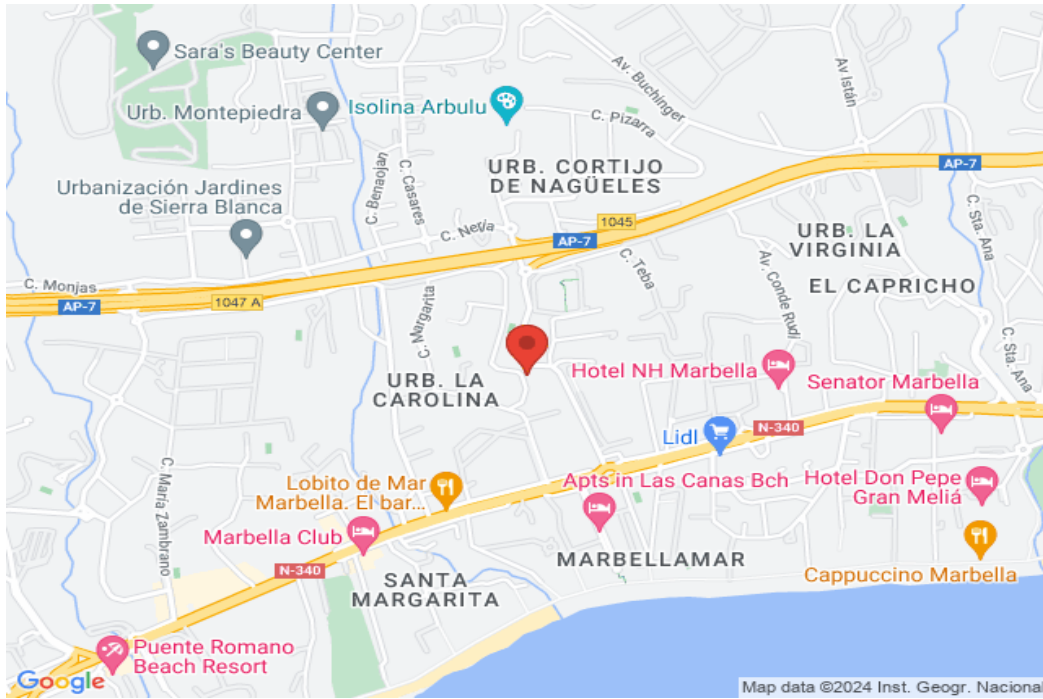 Sara's Beauty Center
Av. Buchinger
Av Istán
Urb. Montepiedra
Isolina Arbulu
C. Pizarra
URB. CORTIJO
DE NAGÜELES
AP-7
Urbanización Jardines
de Sierra Blanca
C. Benaojan
C. Casares
C. Nería
1045
AP-7
C. Sta. Ana
URB. LA
VIRGINIA
C. Teba
Av. Conde Rudi
EL CAPRICHO
C. Monjas
AP-7
1047 A
C. Margarita
C. Sta. Ana
URB. LA
CAROLINA
Hotel NH Marbella
Senator Marbella
Lidl
N-340
C. María Zambrano
Lobito de Mar
Marbella. El bar...
Apts in Las Canas Bch
Hotel Don Pepe
Gran Meliá
Marbella Club
N-340
SANTA
MARGARITA
MARBELLAMAR
Cappuccino Marbella
Puente Romano
Beach Resort
Google
Map data ©2024 Inst. Geogr. Nacional